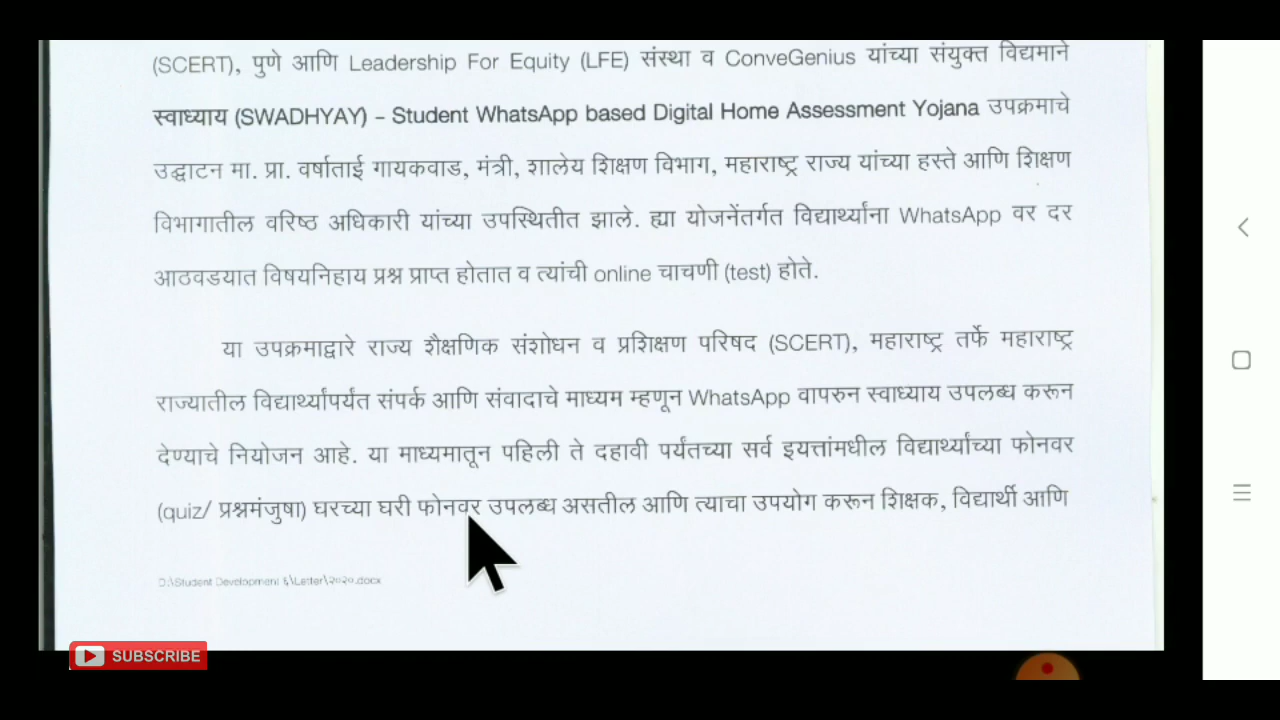 (SCERT), पुणे आणि Leadership For Equity (LFE) संस्था व ConveGenius यांच्या संयुक्त विद्यमाने
स्वाध्याय (SWADHYAY) – Student WhatsApp based Digital Home Assessment Yojana उपक्रमाचे
उद्घाटन मा. प्रा. वर्षाताई गायकवाड, मंत्री, शालेय शिक्षण विभाग, महाराष्ट्र राज्य यांच्या हस्ते आणि शिक्षण
विभागातील वरिष्ठ अधिकारी यांच्या उपस्थितीत झाले. ह्या योजनेंतर्गत विद्यार्थ्यांना WhatsApp वर दर
आठवडयात विषयनिहाय प्रश्न प्राप्त होतात व त्यांची online चाचणी (test) होते.
या उपक्रमाद्वारे राज्य शैक्षणिक संशोधन व प्रशिक्षण परिषद (SCERT), महाराष्ट्र तर्फे महाराष्ट्र
राज्यातील विद्यार्थ्यांपर्यंत संपर्क आणि संवादाचे माध्यम म्हणून WhatsApp वापरुन स्वाध्याय उपलब्ध करून
देण्याचे नियोजन आहे. या माध्यमातून पहिली ते दहावी पर्यंतच्या सर्व इयत्तांमधील विद्यार्थ्यांच्या फोनवर
(quiz/ प्रश्नमंजुषा) घरच्या घरी फोनवर उपलब्ध असतील आणि त्याचा उपयोग करून शिक्षक, विद्यार्थी आणि
D:\Student Development &\Letter\२०२०.docx
SUBSCRIBE